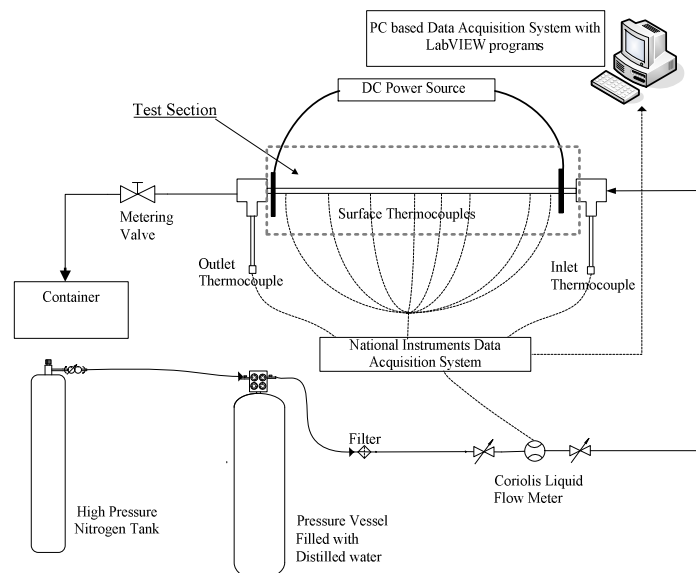 PC based Data Acquisition System with
LabVIEW programs
DC Power Source
Test Section
Metering
Valve
Surface Thermocouples
Outlet
Thermocouple
Inlet
Thermocouple
Container
National Instruments Data
Acquisition System
Filter
Coriolis Liquid
Flow Meter
High Pressure
Nitrogen Tank
Pressure Vessel
Filled with
Distilled water